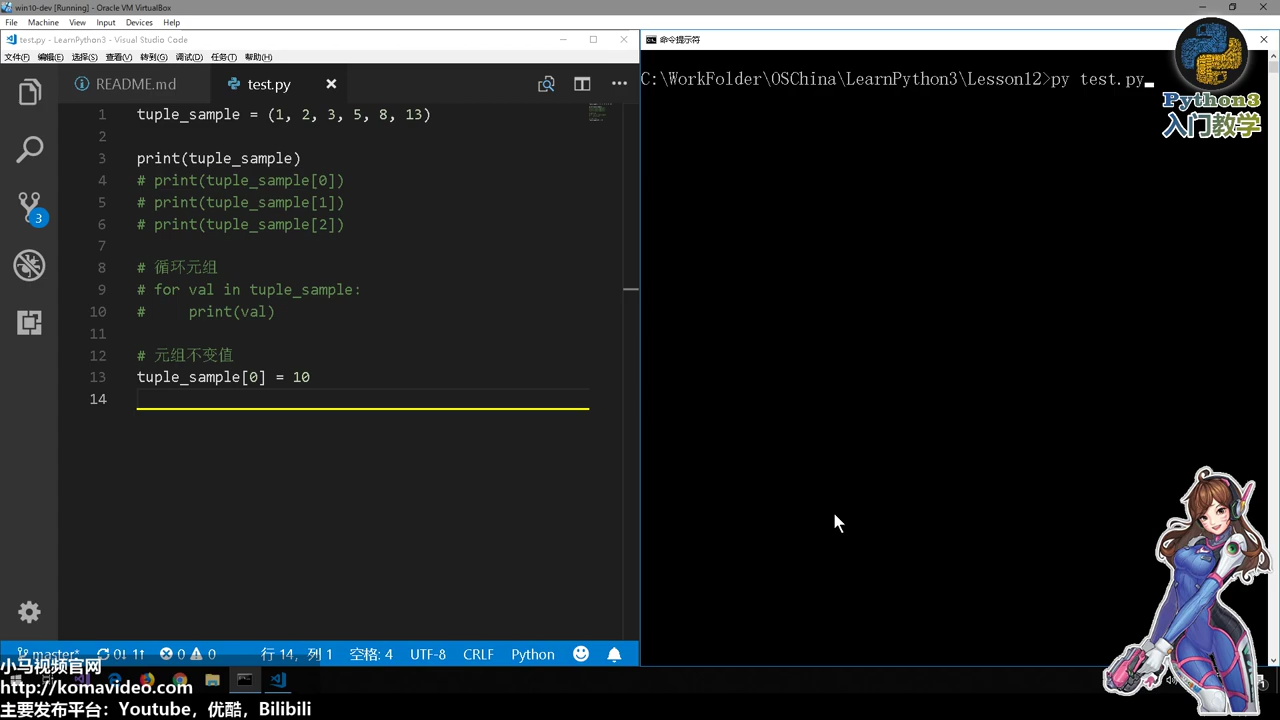 win10-dev [Running] - Oracle VM VirtualBox
File Machine View Input Devices Help
test.py - LearnPython3 - Visual Studio Code
文件(F) 编辑(E) 选择(S) 查看(V) 转到(G) 调试(D) 任务(T) 帮助(H)
README.md test.py
1 tuple_sample = (1, 2, 3, 5, 8, 13)
2
3 print(tuple_sample)
4 # print(tuple_sample[0])
5 # print(tuple_sample[1])
6 # print(tuple_sample[2])
7
8 # 循环元组
9 # for val in tuple_sample:
10 #     print(val)
11
12 # 元组不变值
13 tuple_sample[0] = 10
14
3
master* 0↓ 1↑ 0 0 行 14, 列 1 空格: 4 UTF-8 CRLF Python
命令提示符
C:\WorkFolder\OSChina\LearnPython3\Lesson12>py test.py
Python3
入门教学
小马视频官网
http://komavideo.com
主要发布平台: Youtube, 优酷, Bilibili